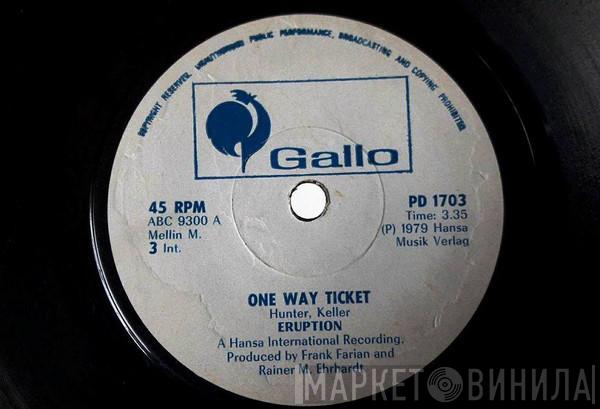 COPYRIGHT RESERVED. UNAUTHORISED PUBLIC PERFORMANCE, BROADCASTING AND COPYING PROHIBITED
Gallo
45 RPM
ABC 9300 A
Mellin M.
3 Int.
PD 1703
Time: 3.35
(P) 1979 Hansa
Musik Verlag
ONE WAY TICKET
Hunter, Keller
ERUPTION
A Hansa International Recording.
Produced by Frank Farian and
Rainer M. Ehrhardt
МАРКЕТ ВИНИЛА